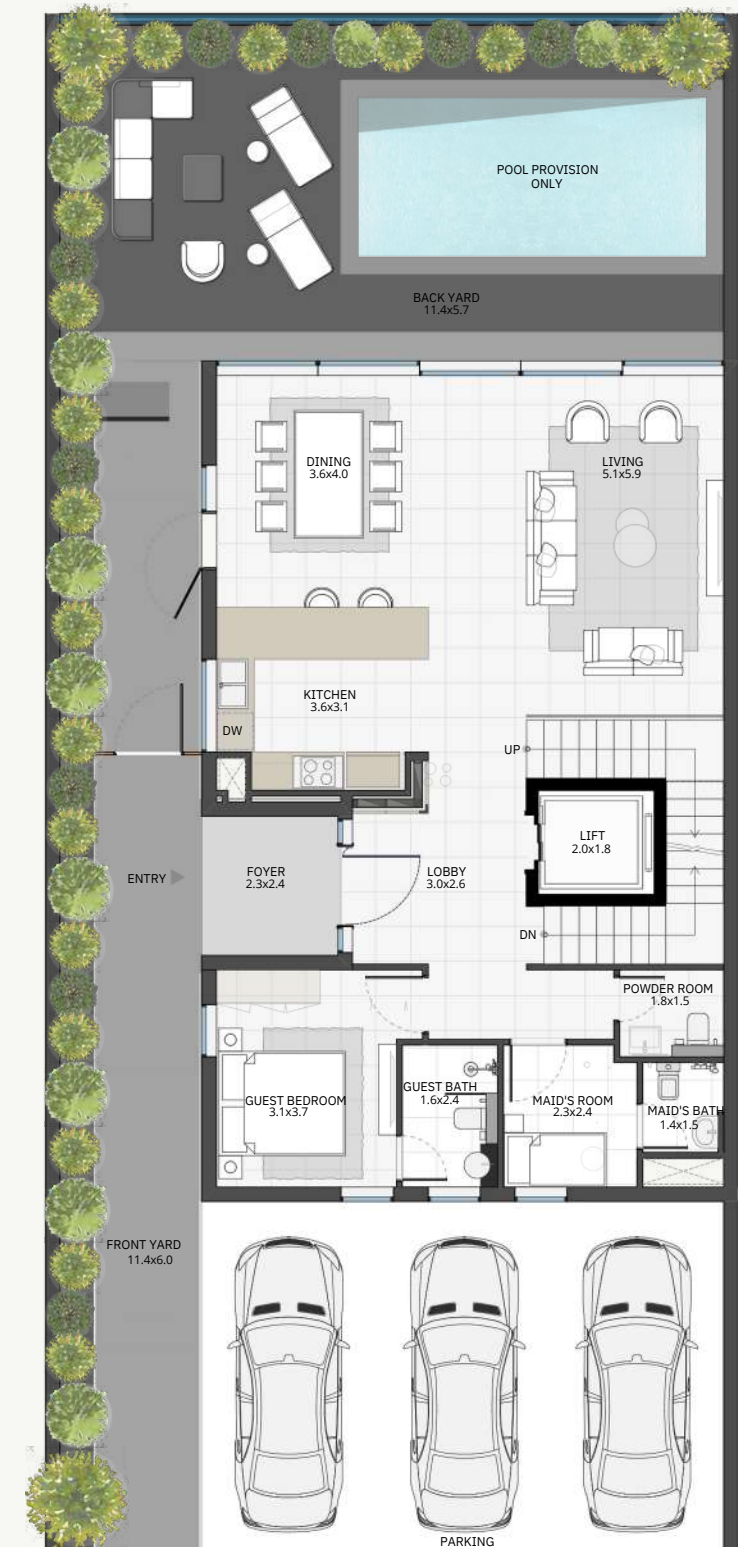 POOL PROVISION
ONLY
BACK YARD
11.4x5.7
DINING
3.6x4.0
LIVING
5.1x5.9
KITCHEN
3.6x3.1
DW
UP
LIFT
2.0x1.8
ENTRY
FOYER
2.3x2.4
LOBBY
3.0x2.6
DN
POWDER ROOM
1.8x1.5
GUEST BEDROOM
3.1x3.7
GUEST BATH
1.6x2.4
MAID'S ROOM
2.3x2.4
MAID'S BATH
1.4x1.5
FRONT YARD
11.4x6.0
PARKING